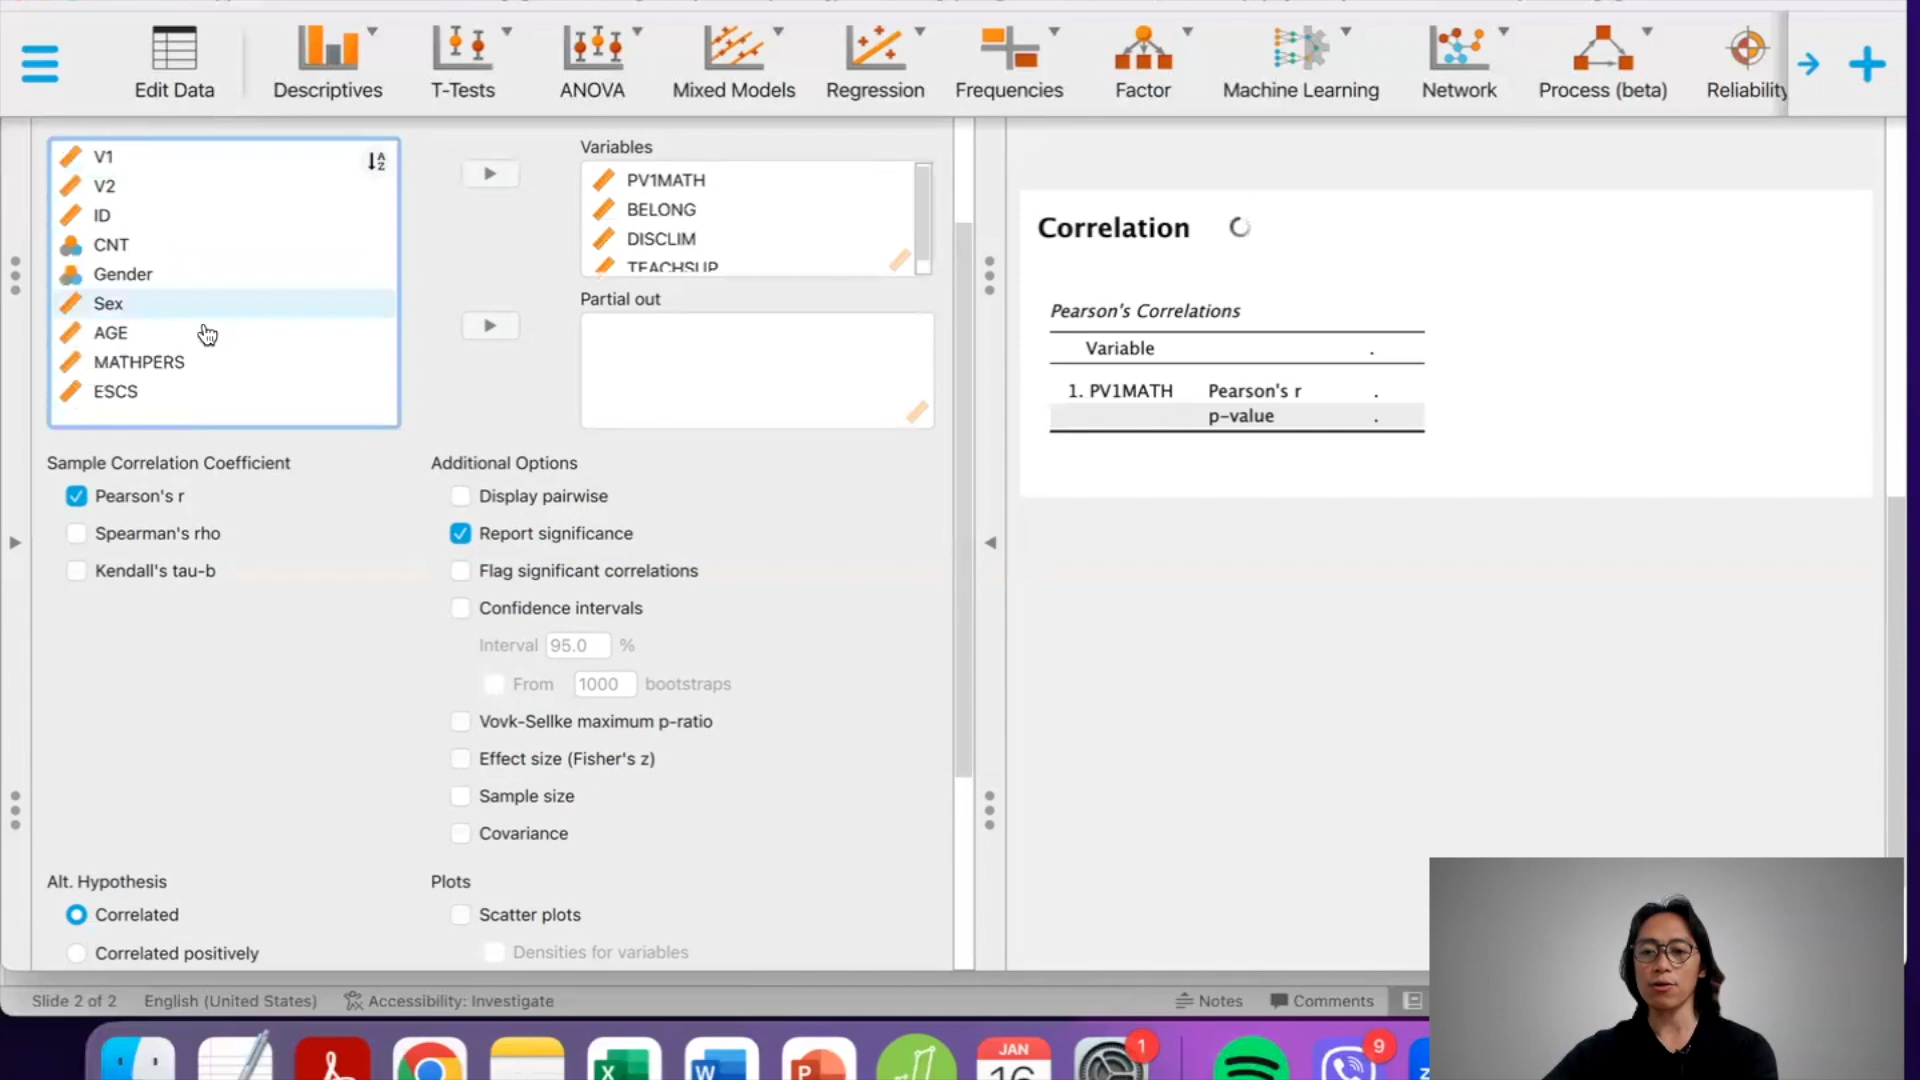 Edit Data
Descriptives
T-Tests
ANOVA
Mixed Models
Regression
Frequencies
Factor
Machine Learning
Network
Process (beta)
Reliability
V1
V2
ID
CNT
Gender
Sex
AGE
MATHPERS
ESCS
Variables
PV1MATH
BELONG
DISCLIM
TEACHSUP
Partial out
Sample Correlation Coefficient
Pearson's r
Spearman's rho
Kendall's tau-b
Additional Options
Display pairwise
Report significance
Flag significant correlations
Confidence intervals
Interval 95.0 %
From 1000 bootstraps
Vovk-Sellke maximum p-ratio
Effect size (Fisher's z)
Sample size
Covariance
Alt. Hypothesis
Correlated
Correlated positively
Plots
Scatter plots
Densities for variables
Correlation
Pearson's Correlations
Variable .
1. PV1MATH Pearson's r .
p-value .
Slide 2 of 2 English (United States) Accessibility: Investigate Notes Comments
JAN
16
1
9
X
W
P